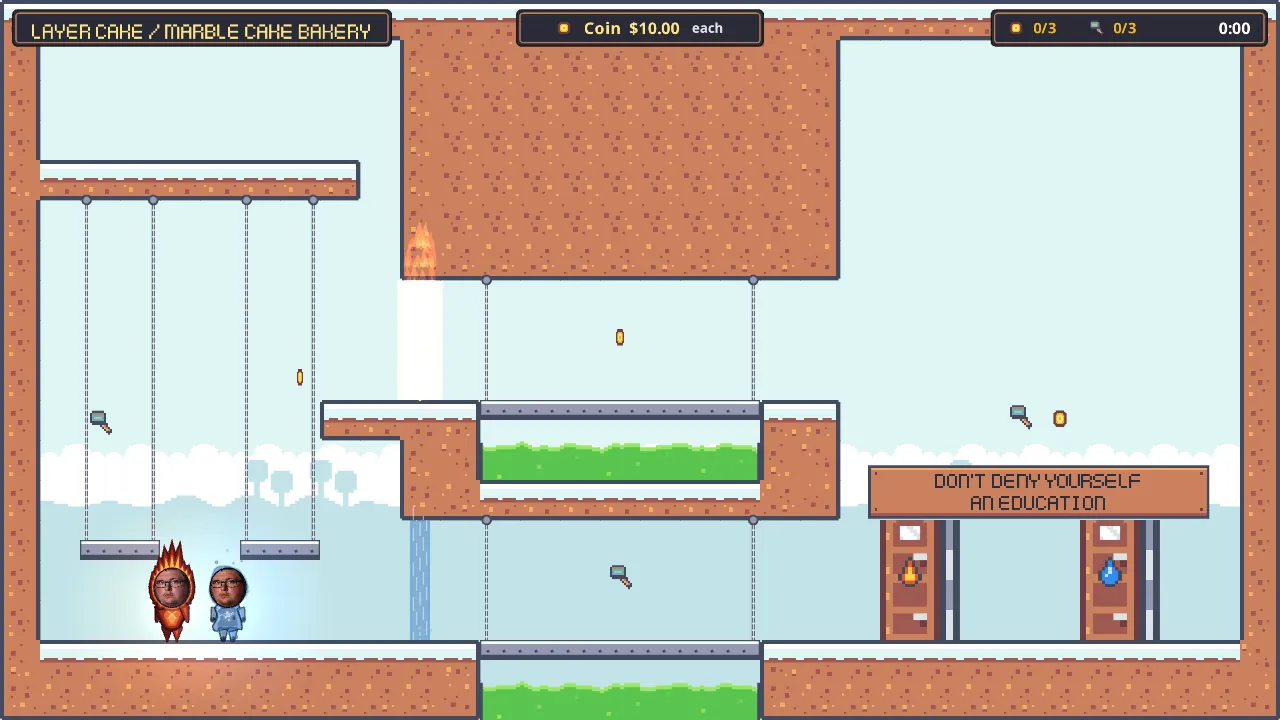 LAYER CAKE / MARBLE CAKE BAKERY
Coin $10.00 each
0/3 0/3 0:00
DON'T DENY YOURSELF
AN EDUCATION